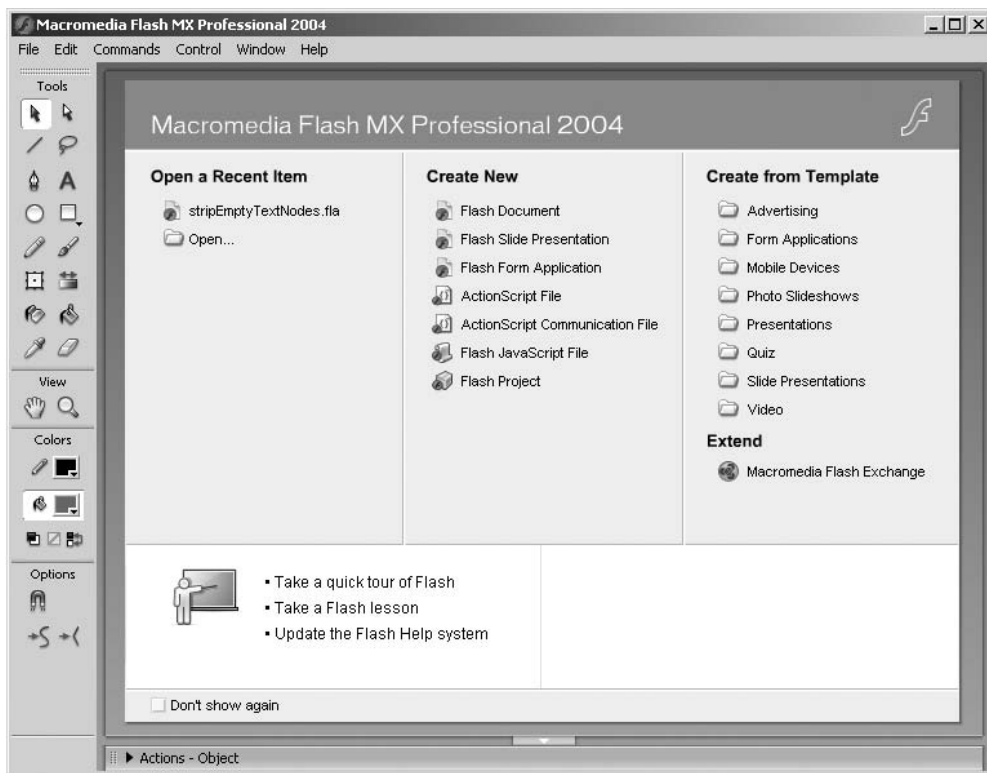 Macromedia Flash MX Professional 2004
File Edit Commands Control Window Help
Tools
View
Colors
Options
Macromedia Flash MX Professional 2004
Open a Recent Item
stripEmptyTextNodes.fla
Open...
Create New
Flash Document
Flash Slide Presentation
Flash Form Application
ActionScript File
ActionScript Communication File
Flash JavaScript File
Flash Project
Create from Template
Advertising
Form Applications
Mobile Devices
Photo Slideshows
Presentations
Quiz
Slide Presentations
Video
Extend
Macromedia Flash Exchange
▪ Take a quick tour of Flash
▪ Take a Flash lesson
▪ Update the Flash Help system
Don't show again
Actions - Object